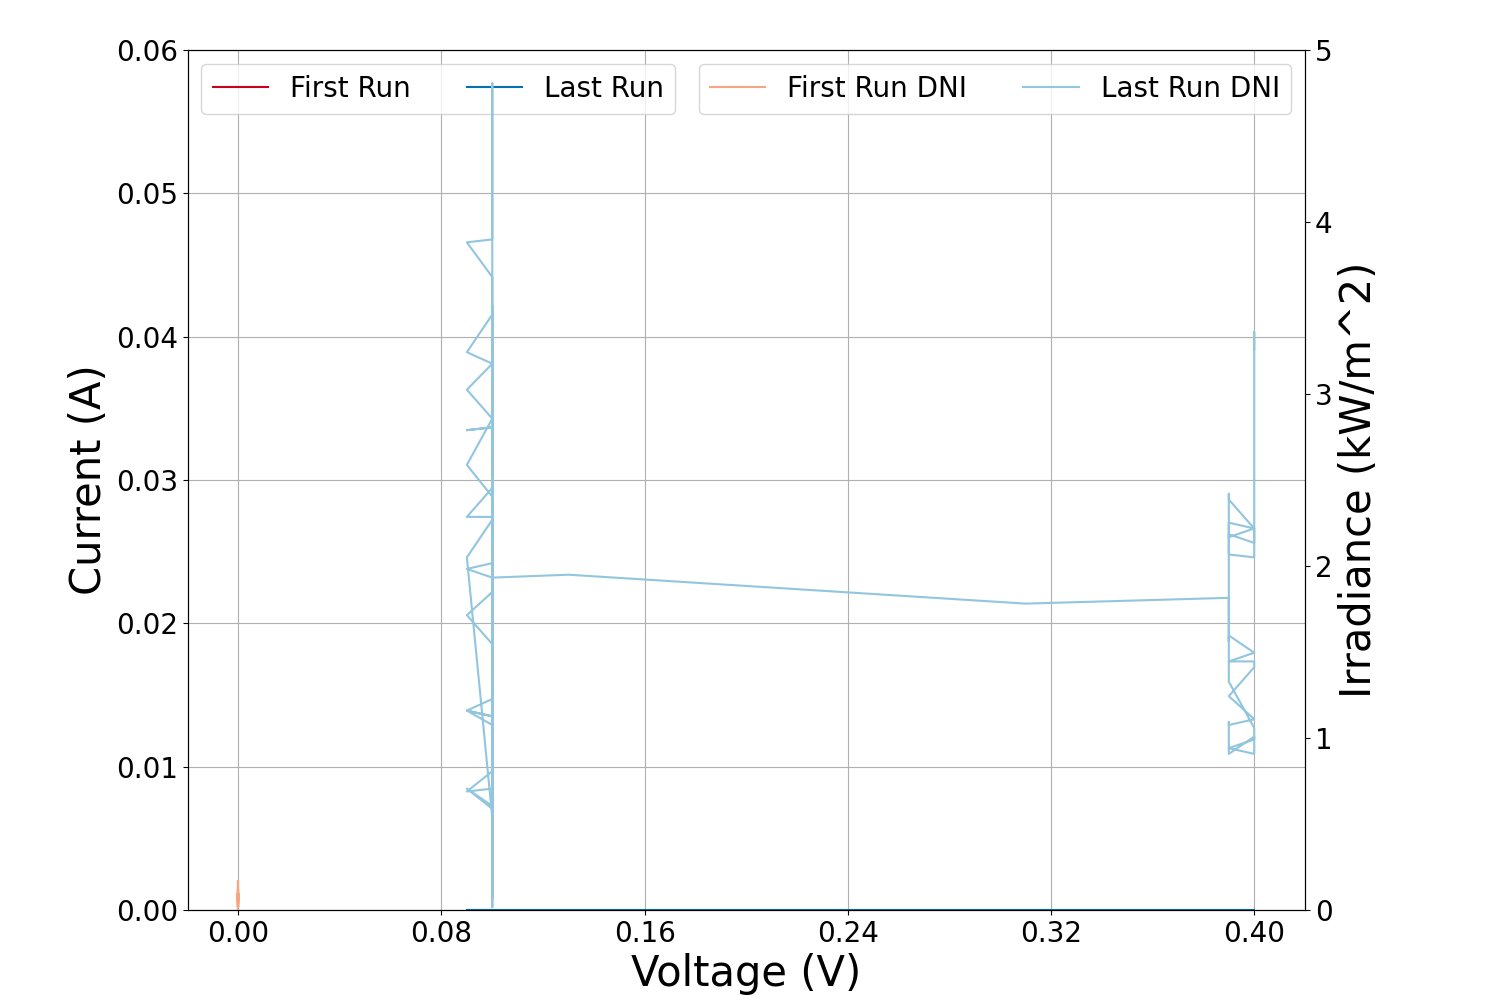 First Run
Last Run
First Run DNI
Last Run DNI
0.06
0.05
0.04
0.03
0.02
0.01
0.00
Current (A)
5
4
3
2
1
0
Irradiance (kW/m^2)
0.00 0.08 0.16 0.24 0.32 0.40
Voltage (V)